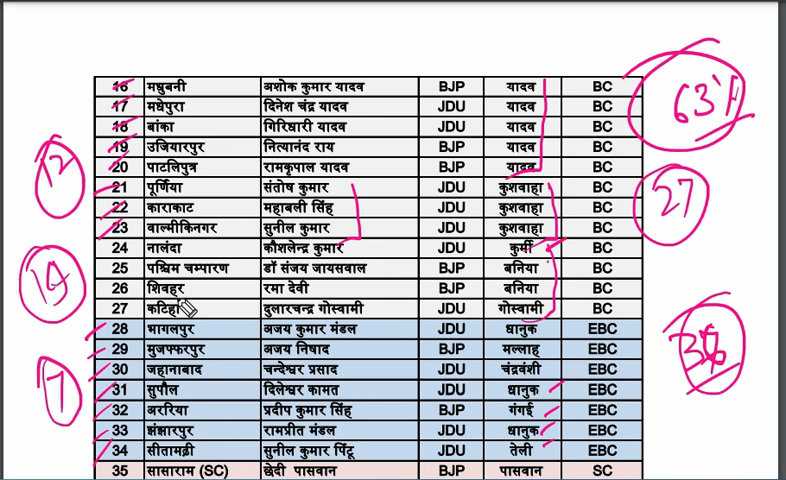 16 मधुबनी अशोक कुमार यादव BJP यादव BC
17 मधेपुरा दिनेश चंद्र यादव JDU यादव BC
18 बांका गिरिधारी यादव JDU यादव BC
19 उजियारपुर नित्यानंद राय BJP यादव BC
20 पाटलिपुत्र रामकृपाल यादव BJP यादव BC
21 पूर्णिया संतोष कुमार JDU कुशवाहा BC
22 काराकाट महाबली सिंह JDU कुशवाहा BC
23 वाल्मीकिनगर सुनील कुमार JDU कुशवाहा BC
24 नालंदा कौशलेन्द्र कुमार JDU कुर्मी BC
25 पश्चिम चम्पारण डॉ संजय जायसवाल BJP बनिया BC
26 शिवहर रमा देवी BJP बनिया BC
27 कटिहा दुलारचन्द्र गोस्वामी JDU गोस्वामी BC
28 भागलपुर अजय कुमार मंडल JDU धानुक EBC
29 मुजफ्फरपुर अजय निषाद BJP मल्लाह EBC
30 जहानाबाद चन्देश्वर प्रसाद JDU चंद्रवंशी EBC
31 सुपौल दिलेश्वर कामत JDU धानुक EBC
32 अररिया प्रदीप कुमार सिंह BJP गंगई EBC
33 झंझारपुर रामप्रीत मंडल JDU धानुक EBC
34 सीतामढ़ी सुनील कुमार पिंटू JDU तेली EBC
35 सासाराम (SC) छेदी पासवान BJP पासवान SC
12
19
7
27